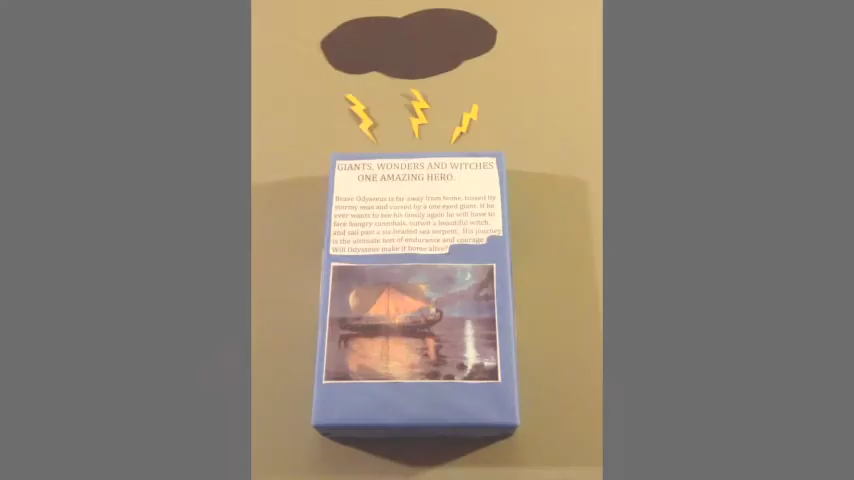 GIANTS, WONDERS AND WITCHES
ONE AMAZING HERO.
Brave Odysseus is far away from home, tossed by
stormy seas and cursed by a one eyed giant. If he
ever wants to see his family again he will have to
face hungry cannibals, outwit a beautiful witch,
and sail past a six-headed sea serpent. His journey
is the ultimate test of endurance and courage
Will Odysseus make it home alive?